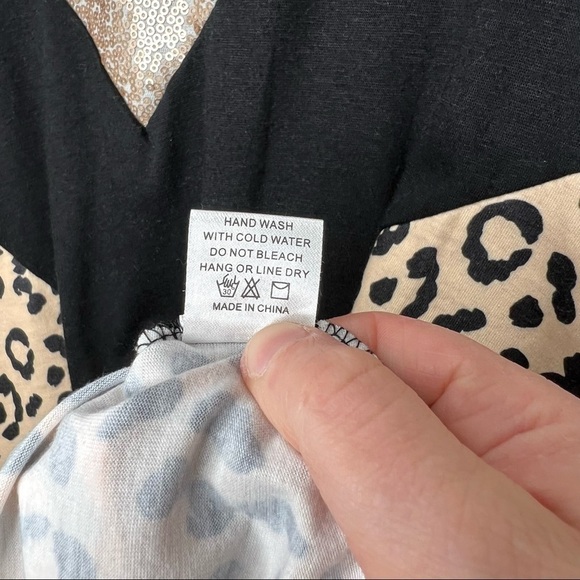 HAND WASH
WITH COLD WATER
DO NOT BLEACH
HANG OR LINE DRY
30
MADE IN CHINA